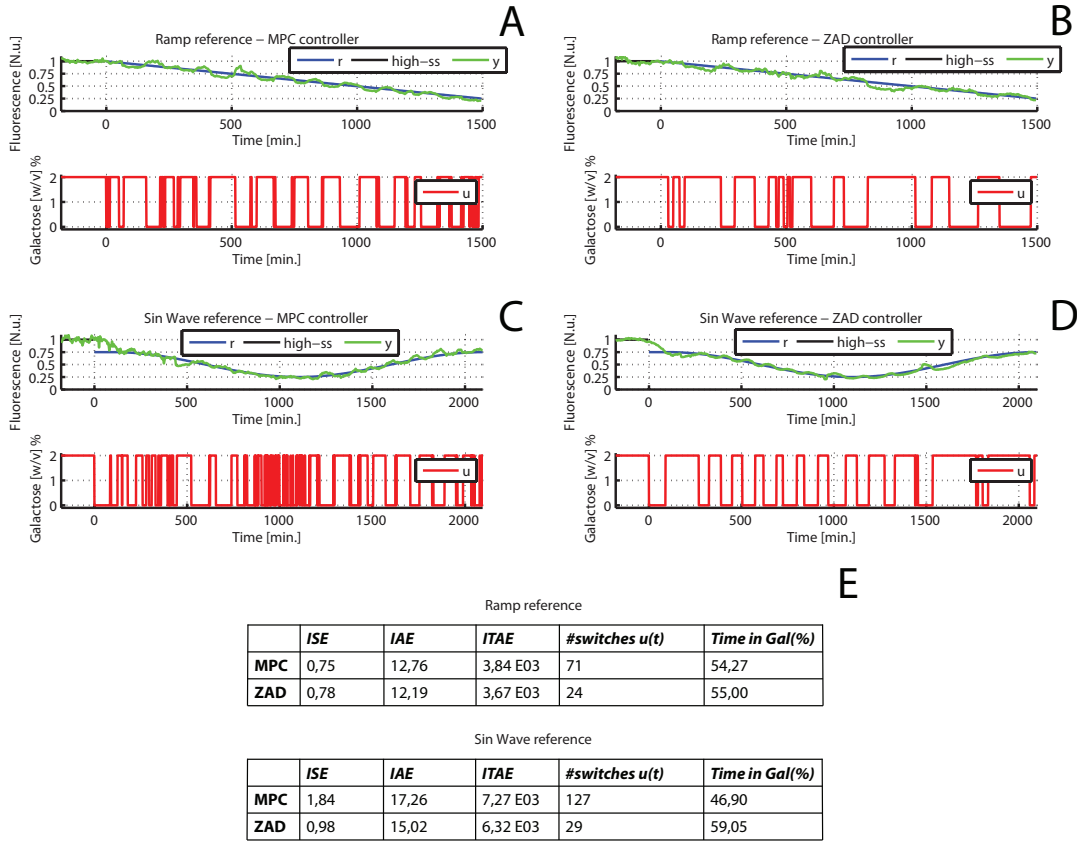 A
Ramp reference – MPC controller
r high-ss y
Fluorescence [N.u.]
1
0.75
0.5
0.25
0 500 1000 1500
Time [min.]
Galactose [w/v] %
2
1
0
u
0 500 1000 1500
Time [min.]
B
Ramp reference – ZAD controller
r high-ss y
Fluorescence [N.u.]
1
0.75
0.5
0.25
0 500 1000 1500
Time [min.]
Galactose [w/v] %
2
1
0
u
0 500 1000 1500
Time [min.]
C
Sin Wave reference – MPC controller
r high-ss y
Fluorescence [N.u.]
1
0.75
0.5
0.25
0 500 1000 1500 2000
Time [min.]
Galactose [w/v] %
2
1
0
u
0 500 1000 1500 2000
Time [min.]
D
Sin Wave reference – ZAD controller
r high-ss y
Fluorescence [N.u.]
1
0.75
0.5
0.25
0 500 1000 1500 2000
Time [min.]
Galactose [w/v] %
2
1
0
u
0 500 1000 1500 2000
Time [min.]
E
Ramp reference
ISE IAE ITAE #switches u(t) Time in Gal(%)
MPC 0,75 12,76 3,84 E03 71 54,27
ZAD 0,78 12,19 3,67 E03 24 55,00
Sin Wave reference
ISE IAE ITAE #switches u(t) Time in Gal(%)
MPC 1,84 17,26 7,27 E03 127 46,90
ZAD 0,98 15,02 6,32 E03 29 59,05